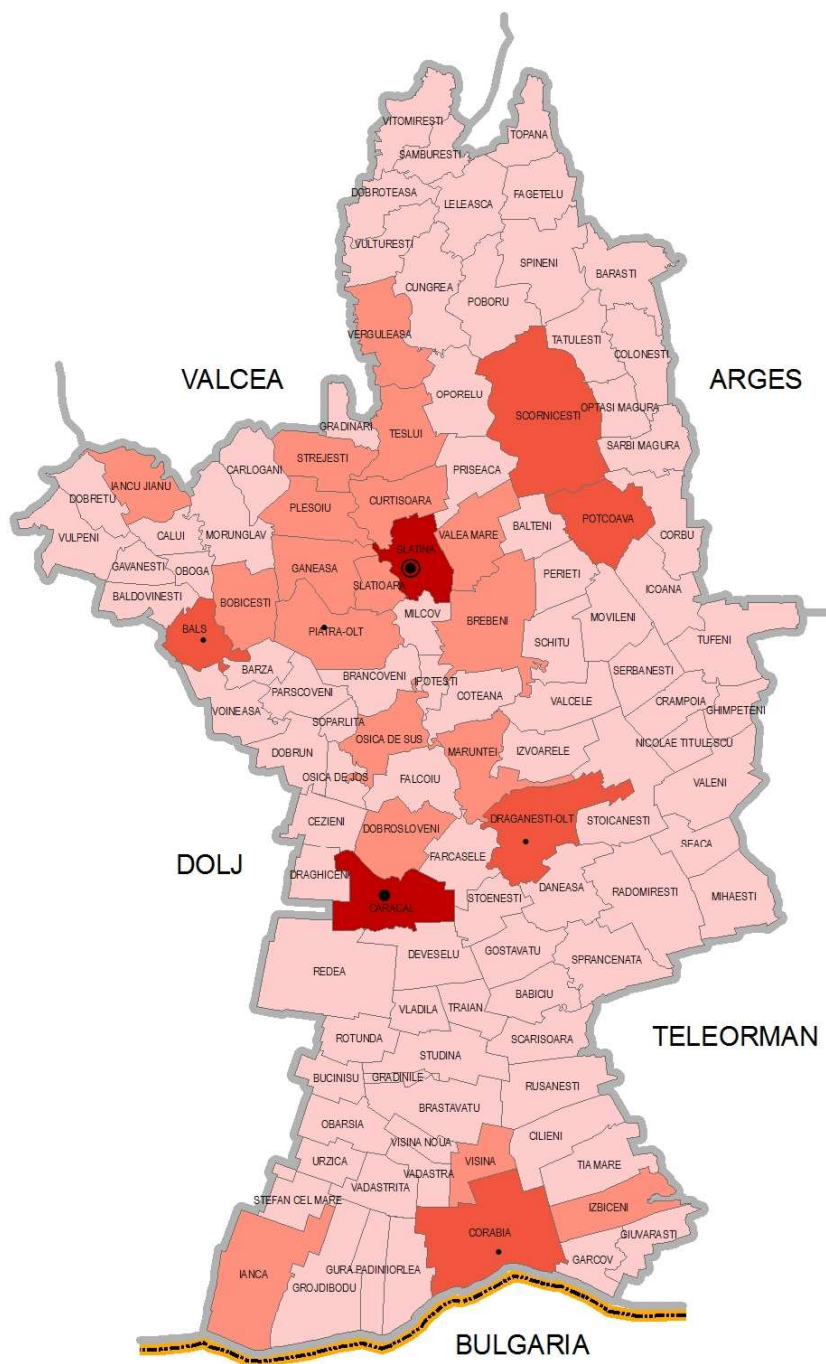 VITOMIRESTI
TOPANA
SAMBURESTI
DOBROTEASA
LELEASCA
FAGETELU
VULTURESTI
SPINENI
BARASTI
CUNGREA
POBORU
VERGULEASA
TATULESTI
COLONESTI
VALCEA
ARGES
OPORELU
OPTASI MAGURA
SCORNICESTI
GRADINARI
TESLUI
SARBI MAGURA
STREJESTI
CARLOGANI
PRISEACA
IANCU JIANU
DOBRETU
CURTISOARA
PLESOIU
POTCOAVA
VULPENI
CALUI
MORUNGLAV
VALEA MARE
BALTENI
CORBU
SLATINA
GAVANESTI
OBOGA
GANEASA
PERIETI
ICOANA
BALDOVINESTI
BOBICESTI
SLATIOARA
MILCOV
BREBENI
MOVILENI
BALS
PIATRA-OLT
SCHITU
TUFENI
BARZA
BRANCOVENI
IPOTESTI
SERBANESTI
PARSCOVENI
COTEANA
VALCELE
CRAMPOIA
VOINEASA
SOPARLITA
GHIMPETENI
DOBRUN
OSICA DE SUS
MARUNTEI
IZVOARELE
NICOLAE TITULESCU
OSICA DE JOS
FALCOIU
VALENI
CEZIENI
DOBROSLOVENI
DRAGANESTI-OLT
STOICANESTI
DOLJ
FARCASELE
SEACA
DRAGHICENI
DANEASA
RADOMIRESTI
MIHAESTI
CARACAL
STOENESTI
REDEA
DEVESELU
GOSTAVATU
SPRANCENATA
BABICIU
VLADILA
TRAIAN
TELEORMAN
ROTUNDA
SCARISOARA
STUDINA
BUCINISU
GRADINILE
RUSANESTI
BRASTAVATU
OBARSIA
CILIENI
VISINA NOUA
URZICA
VISINA
TIA MARE
VADASTRA
VADASTRITA
STEFAN CEL MARE
IZBICENI
CORABIA
GIUVARASTI
GARCOV
IANCA
GURA PADINII
ORLEA
GROJDIBODU
BULGARIA